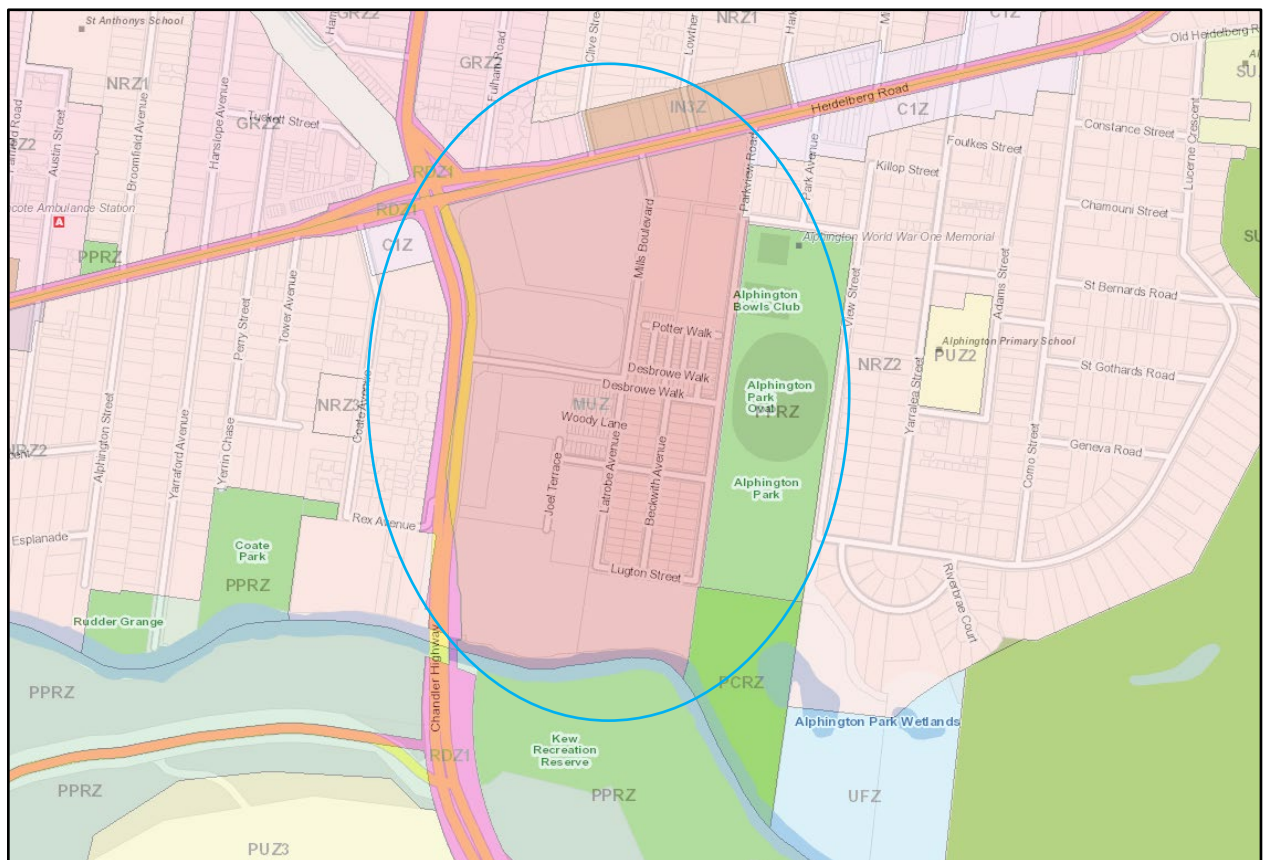 St Anthonys School
GRZ2
NRZ1
C1Z
Old Heidelberg Road
Clive Street
Lowther
Fulham Road
GRZ2
NRZ1
Austin Street
Broomfield Avenue
Hanslope Avenue
GRZ2
Tuckett Street
IN3Z
Heidelberg Road
C1Z
SU
Constance Street
Lucerne Crescent
Foulkes Street
Killop Street
Parkview Road
Park Avenue
RDZ1
RDZ1
cote Ambulance Station
A
PPRZ
C1Z
Mills Boulevard
Chamouni Street
Alphington World War One Memorial
SU
Perry Street
Tower Avenue
Adams Street
St Bernards Road
View Street
Alphington
Bowls Club
Potter Walk
Alphington Primary School
PUZ2
NRZ2
Yarralea Street
St Gothards Road
Desbrowe Walk
Desbrowe Walk
Alphington
Park
Oval
PPRZ
MUZ
Woody Lane
NRZ3
Coate Avenue
Alphington Street
Yarraford Avenue
Yerrin Chase
NRZ2
Como Street
Geneva Road
Joel Terrace
Latrobe Avenue
Beckwith Avenue
Alphington
Park
Rex Avenue
Esplanade
Coate
Park
PPRZ
Lugton Street
Riverbrae Court
Rudder Grange
Chandler Highway
PPRZ
PCRZ
Alphington Park Wetlands
Kew
Recreation
Reserve
RDZ1
PPRZ
PPRZ
UFZ
PUZ3